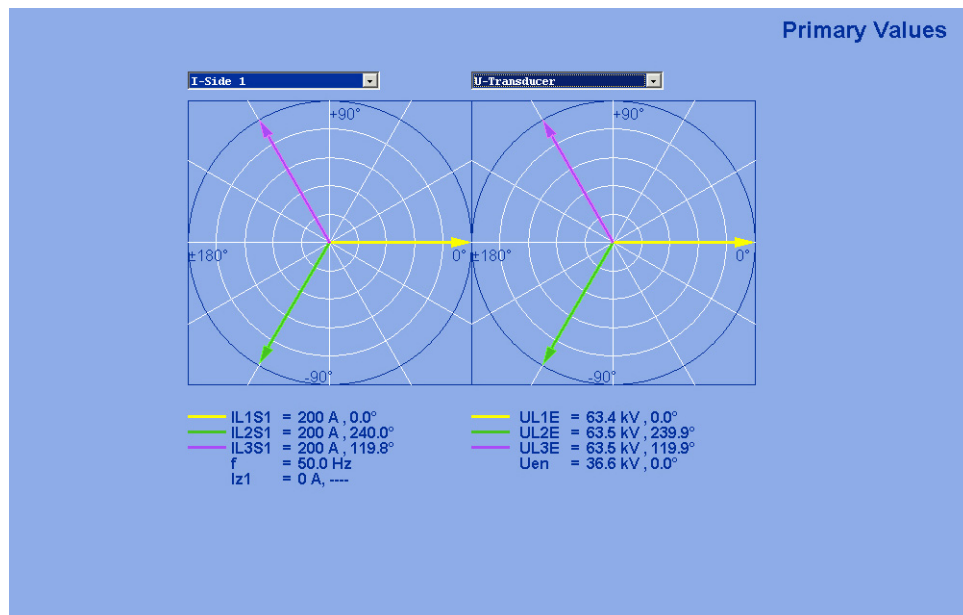 Primary Values
I-Side 1
U-Transducer
+90°
+90°
±180°
0°
±180°
0°
-90°
-90°
IL1S1 = 200 A , 0.0°
IL2S1 = 200 A , 240.0°
IL3S1 = 200 A , 119.8°
f = 50.0 Hz
Iz1 = 0 A, ----
UL1E = 63.4 kV , 0.0°
UL2E = 63.5 kV , 239.9°
UL3E = 63.5 kV , 119.9°
Uen = 36.6 kV , 0.0°